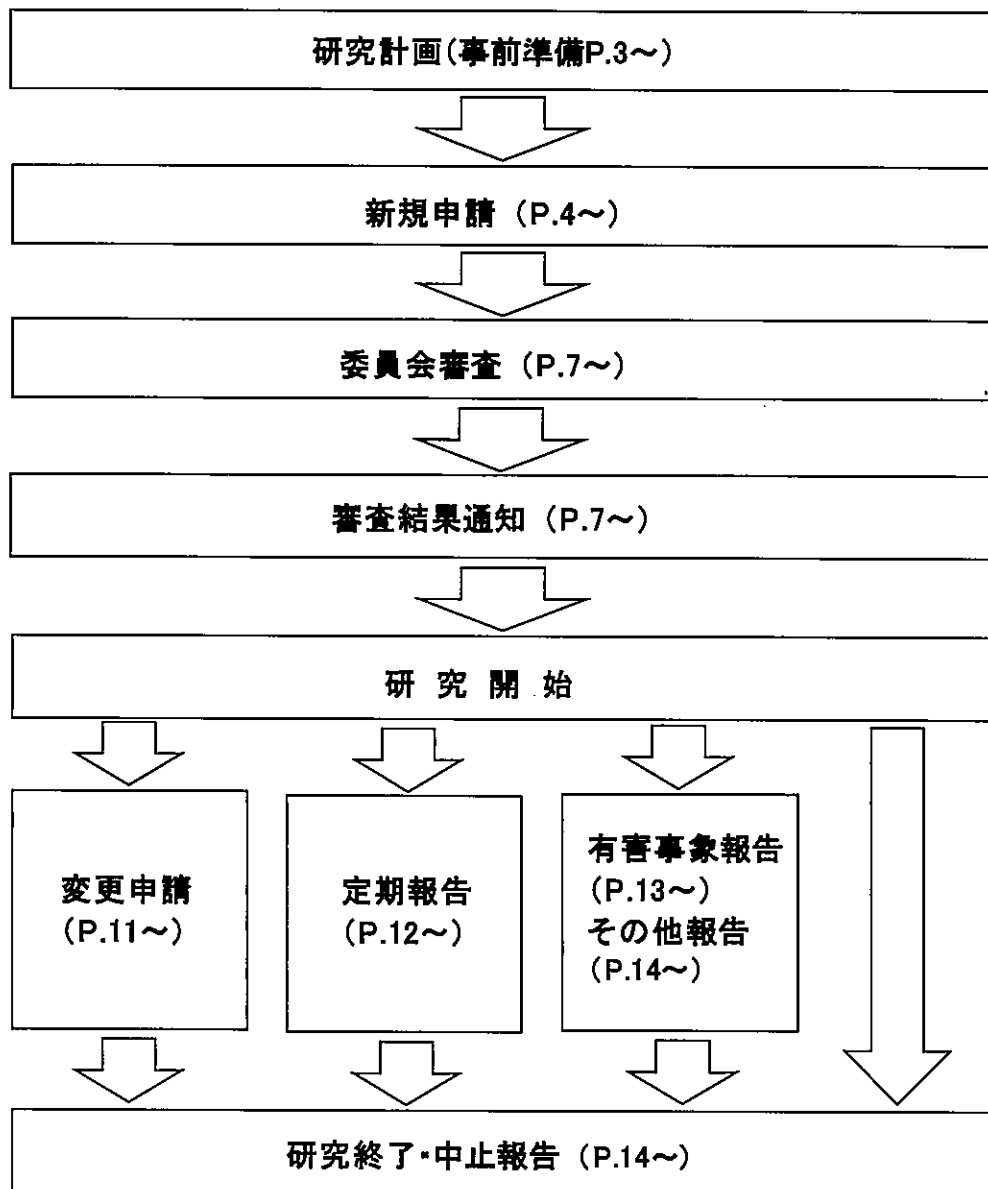 研究計画(事前準備P.3～)
新規申請 (P.4～)
委員会審査 (P.7～)
審査結果通知 (P.7～)
研 究 開 始
変更申請
(P.11～)
定期報告
(P.12～)
有害事象報告
(P.13～)
その他報告
(P.14～)
研究終了・中止報告 (P.14～)